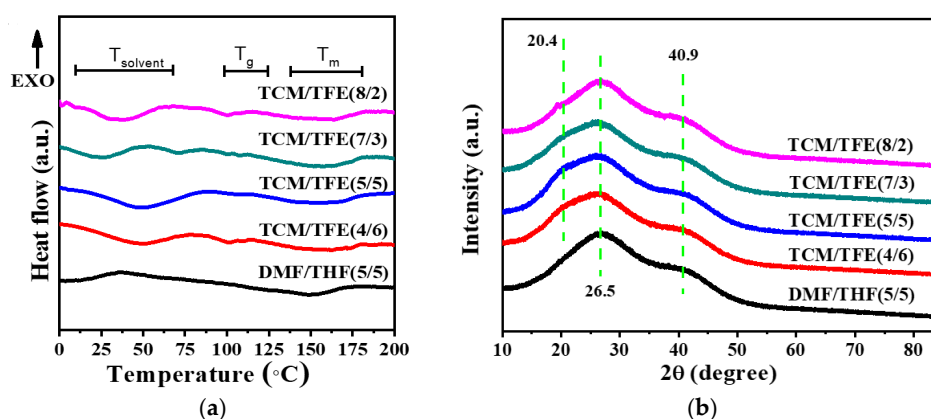 EXO
Heat flow (a.u.)
T_solvent
T_g
T_m
TCM/TFE(8/2)
TCM/TFE(7/3)
TCM/TFE(5/5)
TCM/TFE(4/6)
DMF/THF(5/5)
0 25 50 75 100 125 150 175 200
Temperature (◦C)
(a)
Intensity (a.u.)
20.4
40.9
26.5
TCM/TFE(8/2)
TCM/TFE(7/3)
TCM/TFE(5/5)
TCM/TFE(4/6)
DMF/THF(5/5)
10 20 30 40 50 60 70 80
2θ (degree)
(b)